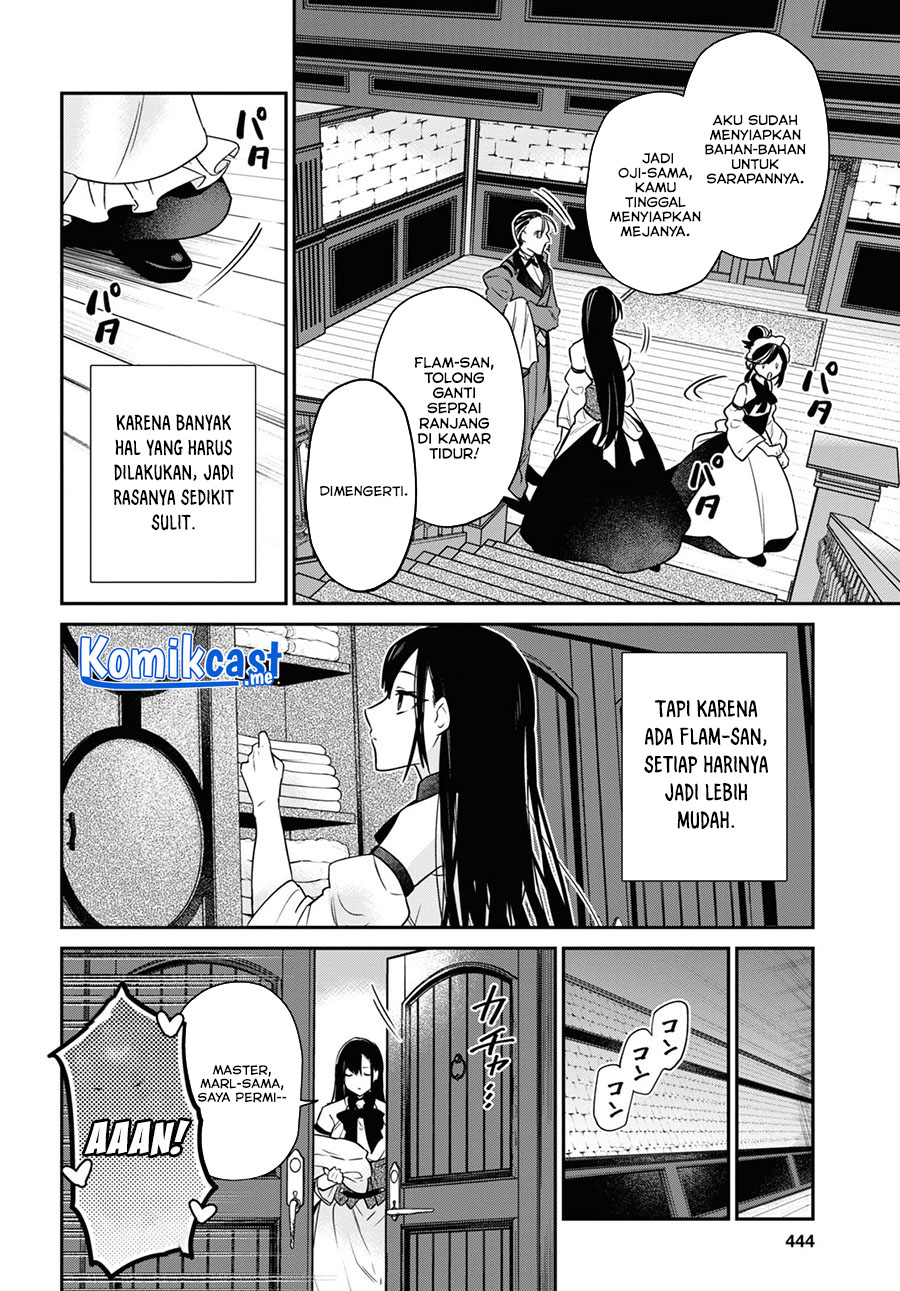 AKU SUDAH
MENYIAPKAN
BAHAN-BAHAN
UNTUK
SARAPANNYA.
JADI
OJI-SAMA,
KAMU
TINGGAL
MENYIAPKAN
MEJANYA.
パタ
パタ
FLAM-SAN,
TOLONG
GANTI
SEPRAI
RANJANG
DI KAMAR
TIDUR!
DIMENGERTI.
パタ
パタ
KARENA BANYAK
HAL YANG HARUS
DILAKUKAN, JADI
RASANYA SEDIKIT
SULIT.
TAPI KARENA
ADA FLAM-SAN,
SETIAP HARINYA
JADI LEBIH
MUDAH.
Komikcast
.me
コン
コン
コン
カチャ…
MASTER,
MARL-SAMA,
SAYA PERMI--
AAAN!
444